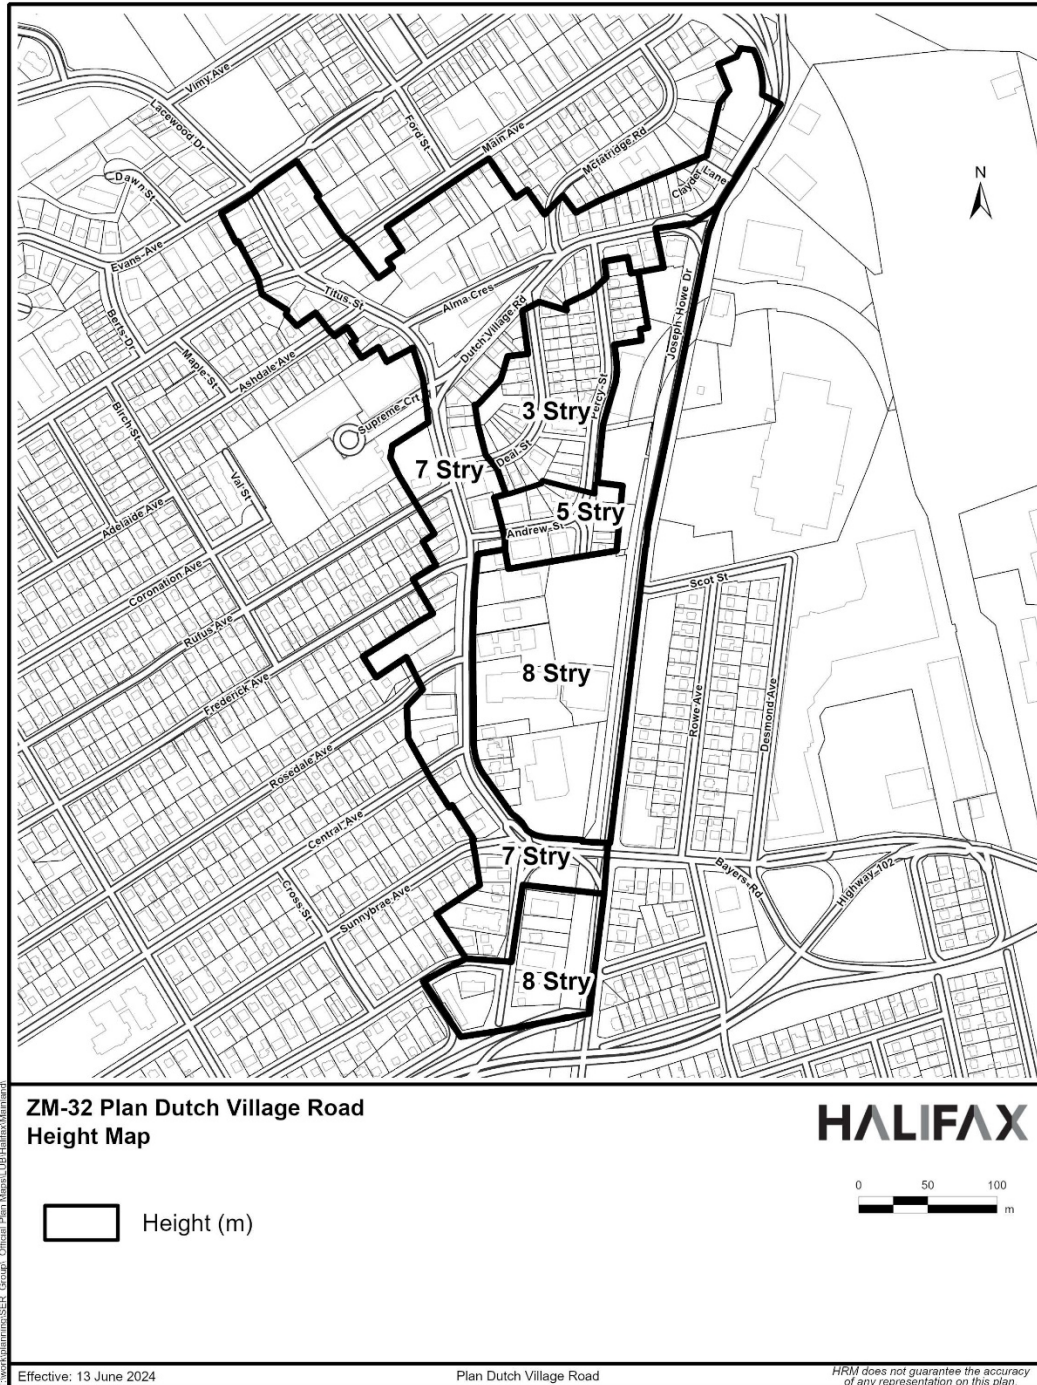 Vimy Ave
Lacewood Dr
Ford St
Main Ave
Dawn St
McIatridge Rd
Clayder Lane
N
Evans Ave
Titus St
Alma Cres
Berts Dr
Dutch Village Rd
Joseph Howe Dr
Maple St
Ashdale Ave
Supreme Crt
Percy St
3 Stry
Birch St
Deal St
7 Stry
Val St
5 Stry
Adelaide Ave
Andrew St
Coronation Ave
Scot St
Rufus Ave
8 Stry
Frederick Ave
Rowe Ave
Desmond Ave
Rosedale Ave
Central Ave
7 Stry
Bayers Rd
Highway 102
Cross St
Sunnybrae Ave
8 Stry
ZM-32 Plan Dutch Village Road
Height Map
HALIFAX
0 50 100
m
Height (m)
Effective: 13 June 2024
Plan Dutch Village Road
HRM does not guarantee the accuracy
of any representation on this plan.